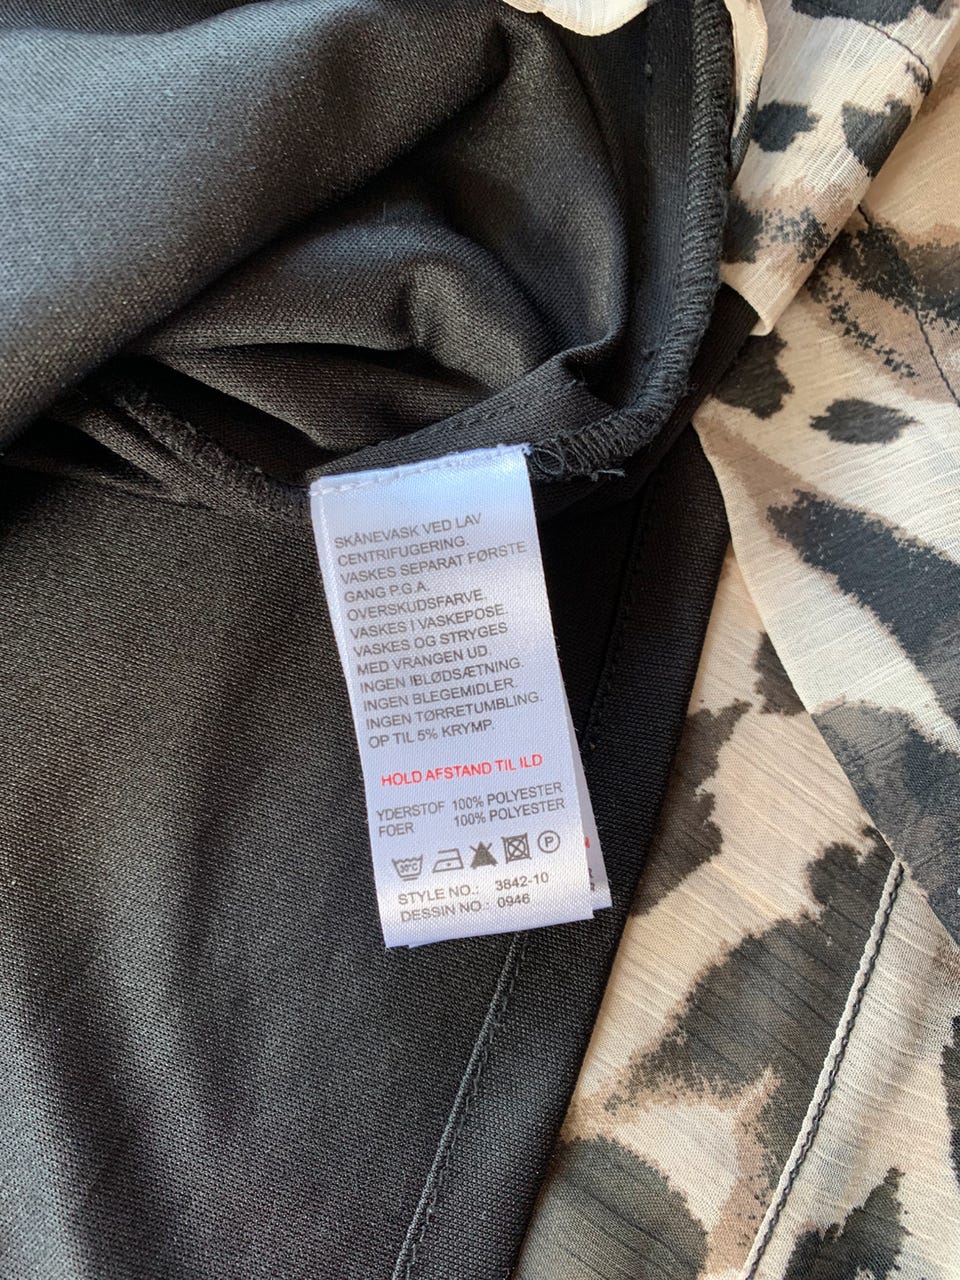 SKÅNEVASK VED LAV
CENTRIFUGERING.
VASKES SEPARAT FØRSTE
GANG P.G.A.
OVERSKUDSFARVE.
VASKES I VASKEPOSE.
VASKES OG STRYGES
MED VRANGEN UD.
INGEN IBLØDSÆTNING.
INGEN BLEGEMIDLER.
INGEN TØRRETUMBLING.
OP TIL 5% KRYMP.
HOLD AFSTAND TIL ILD
YDERSTOF 100% POLYESTER
FOER 100% POLYESTER
30°C P
STYLE NO.: 3842-10
DESSIN NO.: 0946